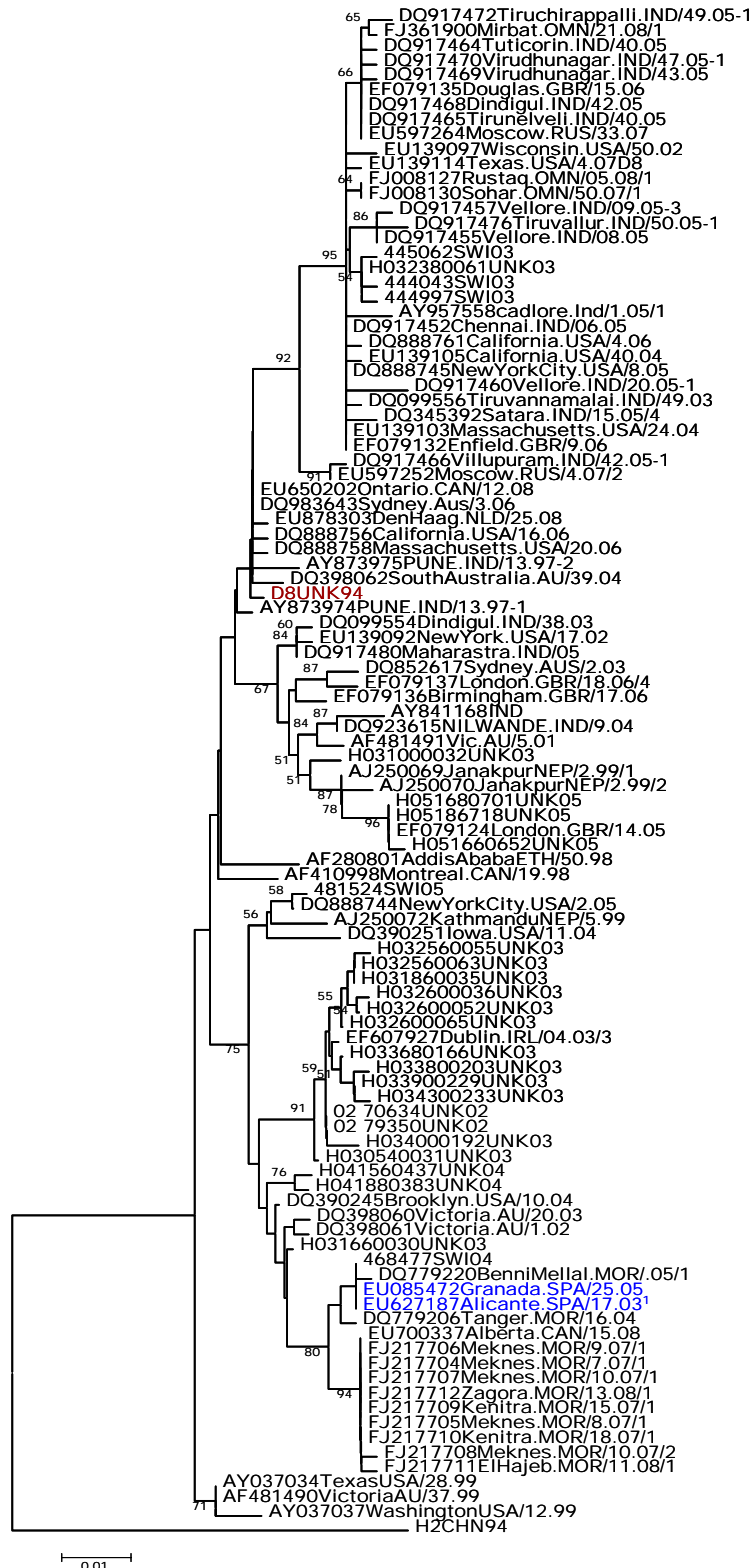 65
DQ917472Tiruchirappalli.IND/49.05-1
FJ361900Mirbat.OMN/21.08/1
DQ917464Tuticorin.IND/40.05
DQ917470Virudhunagar.IND/47.05-1
66
DQ917469Virudhunagar.IND/43.05
EF079135Douglas.GBR/15.06
DQ917468Dindigul.IND/42.05
DQ917465Tirunelveli.IND/40.05
EU597264Moscow.RUS/33.07
EU139097Wisconsin.USA/50.02
EU139114Texas.USA/4.07D8
64
FJ008127Rustaq.OMN/05.08/1
FJ008130Sohar.OMN/50.07/1
DQ917457Vellore.IND/09.05-3
86
DQ917476Tiruvallur.IND/50.05-1
DQ917455Vellore.IND/08.05
95
445062SWI03
H032380061UNK03
54
444043SWI03
444997SWI03
AY957558cadlore.Ind/1.05/1
DQ917452Chennai.IND/06.05
DQ888761California.USA/4.06
92
EU139105California.USA/40.04
DQ888745NewYorkCity.USA/8.05
DQ917460Vellore.IND/20.05-1
DQ099556Tiruvannamalai.IND/49.03
DQ345392Satara.IND/15.05/4
EU139103Massachusetts.USA/24.04
EF079132Enfield.GBR/9.06
DQ917466Villupuram.IND/42.05-1
91
EU597252Moscow.RUS/4.07/2
EU650202Ontario.CAN/12.08
DQ983643Sydney.Aus/3.06
EU878303DenHaag.NLD/25.08
DQ888756California.USA/16.06
DQ888758Massachusetts.USA/20.06
AY873975PUNE.IND/13.97-2
DQ398062SouthAustralia.AU/39.04
D8UNK94
AY873974PUNE.IND/13.97-1
60
DQ099554Dindigul.IND/38.03
84
EU139092NewYork.USA/17.02
DQ917480Maharastra.IND/05
87
DQ852617Sydney.AUS/2.03
67
EF079137London.GBR/18.06/4
EF079136Birmingham.GBR/17.06
87
AY841168IND
84
DQ923615NILWANDE.IND/9.04
AF481491Vic.AU/5.01
51
H031000032UNK03
51
AJ250069JanakpurNEP/2.99/1
87
AJ250070JanakpurNEP/2.99/2
78
H051680701UNK05
96
H05186718UNK05
EF079124London.GBR/14.05
H051660652UNK05
AF280801AddisAbabaETH/50.98
AF410998Montreal.CAN/19.98
58
481524SWI05
DQ888744NewYorkCity.USA/2.05
56
AJ250072KathmanduNEP/5.99
DQ390251Iowa.USA/11.04
H032560055UNK03
H032560063UNK03
H031860035UNK03
55
H032600036UNK03
54
H032600052UNK03
H032600065UNK03
EF607927Dublin.IRL/04.03/3
75
H033680166UNK03
59
51
H033800203UNK03
H033900229UNK03
H034300233UNK03
91
02 70634UNK02
02 79350UNK02
H034000192UNK03
H030540031UNK03
76
H041560437UNK04
H041880383UNK04
DQ390245Brooklyn.USA/10.04
DQ398060Victoria.AU/20.03
DQ398061Victoria.AU/1.02
H031660030UNK03
468477SWI04
DQ779220BenniMellal.MOR/.05/1
EU085472Granada.SPA/25.05
EU627187Alicante.SPA/17.03¹
DQ779206Tanger.MOR/16.04
EU700337Alberta.CAN/15.08
80
FJ217706Meknes.MOR/9.07/1
FJ217704Meknes.MOR/7.07/1
FJ217707Meknes.MOR/10.07/1
94
FJ217712Zagora.MOR/13.08/1
FJ217709Kenitra.MOR/15.07/1
FJ217705Meknes.MOR/8.07/1
FJ217710Kenitra.MOR/18.07/1
FJ217708Meknes.MOR/10.07/2
FJ217711ElHajeb.MOR/11.08/1
AY037034TexasUSA/28.99
AF481490VictoriaAU/37.99
71
AY037037WashingtonUSA/12.99
H2CHN94
0.01